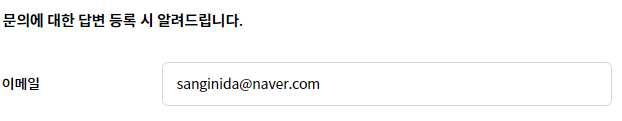 문의에 대한 답변 등록 시 알려드립니다.
이메일 sanginida@naver.com